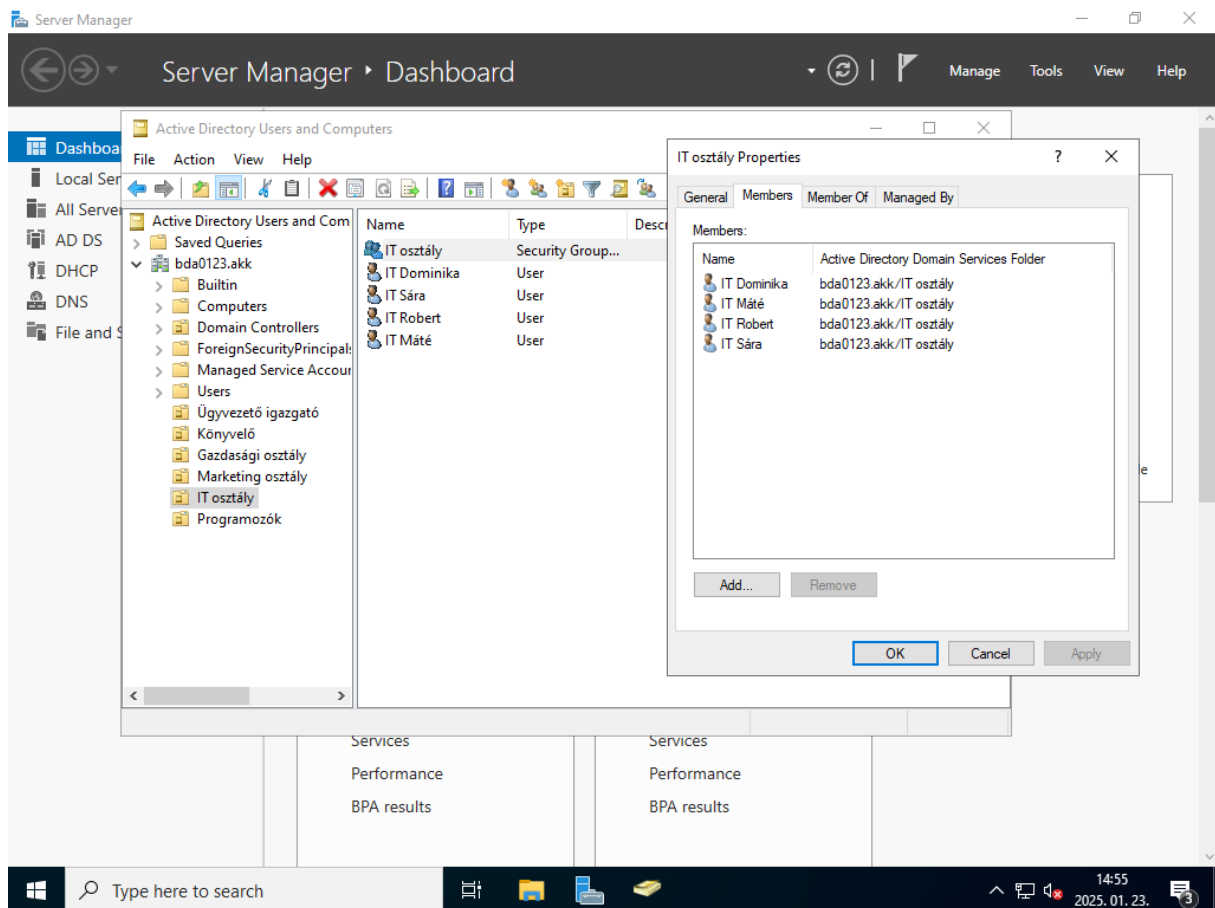 Server Manager
Server Manager • Dashboard
Manage Tools View Help
Dashboa
Local Ser
All Server
AD DS
DHCP
DNS
File and S
Active Directory Users and Computers
File Action View Help
Active Directory Users and Com
Saved Queries
bda0123.akk
Builtin
Computers
Domain Controllers
ForeignSecurityPrincipal
Managed Service Accour
Users
Ügyvezető igazgató
Könyvelő
Gazdasági osztály
Marketing osztály
IT osztály
Programozók
Name Type Descr
IT osztály Security Group...
IT Dominika User
IT Sára User
IT Robert User
IT Máté User
IT osztály Properties
General Members Member Of Managed By
Members:
Name Active Directory Domain Services Folder
IT Dominika bda0123.akk/IT osztály
IT Máté bda0123.akk/IT osztály
IT Robert bda0123.akk/IT osztály
IT Sára bda0123.akk/IT osztály
Add... Remove
OK Cancel Apply
Services
Performance
BPA results
Services
Performance
BPA results
Type here to search
14:55
2025. 01. 23.
3